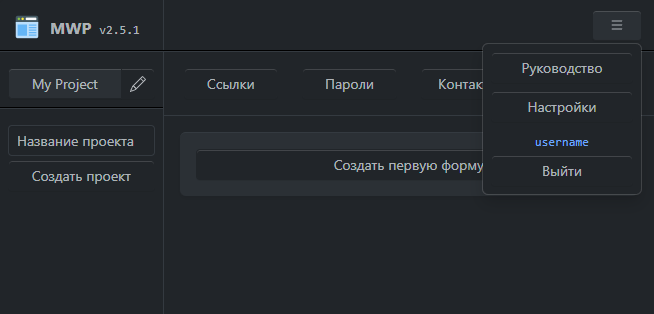 MWP v2.5.1
My Project
Название проекта
Создать проект
Ссылки
Пароли
Контак
Создать первую форму
Руководство
Настройки
username
Выйти